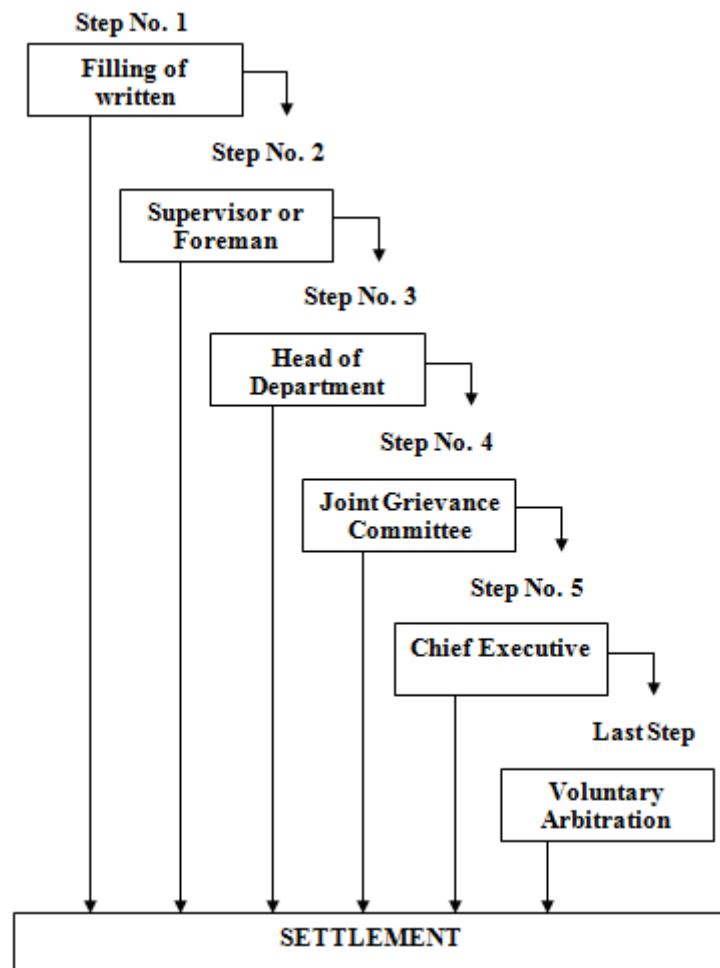 Step No. 1
Filling of
written
Step No. 2
Supervisor or
Foreman
Step No. 3
Head of
Department
Step No. 4
Joint Grievance
Committee
Step No. 5
Chief Executive
Last Step
Voluntary
Arbitration
SETTLEMENT